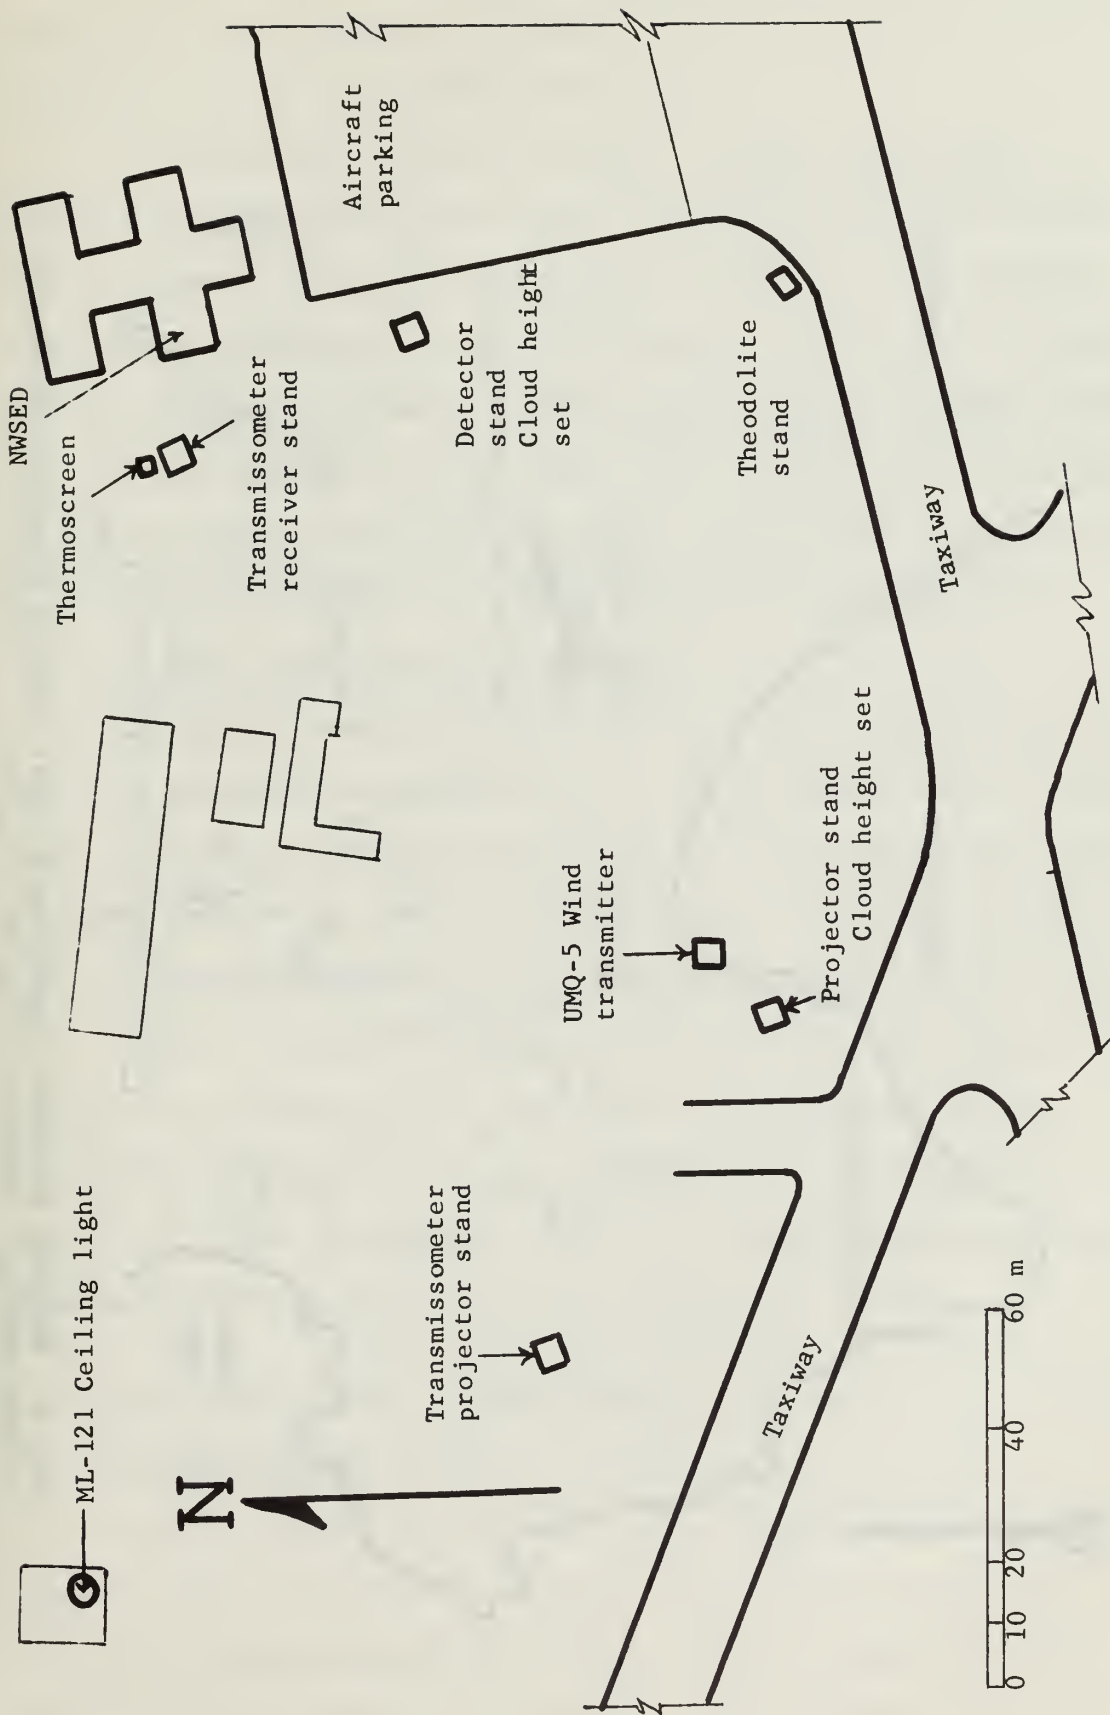 NWSED
Thermoscreen
Transmissometer
receiver stand
Aircraft
parking
Detector
stand
Cloud height
set
Theodolite
stand
Taxiway
UMQ-5 Wind
transmitter
Projector stand
Cloud height set
ML-121 Ceiling light
N
Transmissometer
projector stand
Taxiway
0 10 20 40 60 m